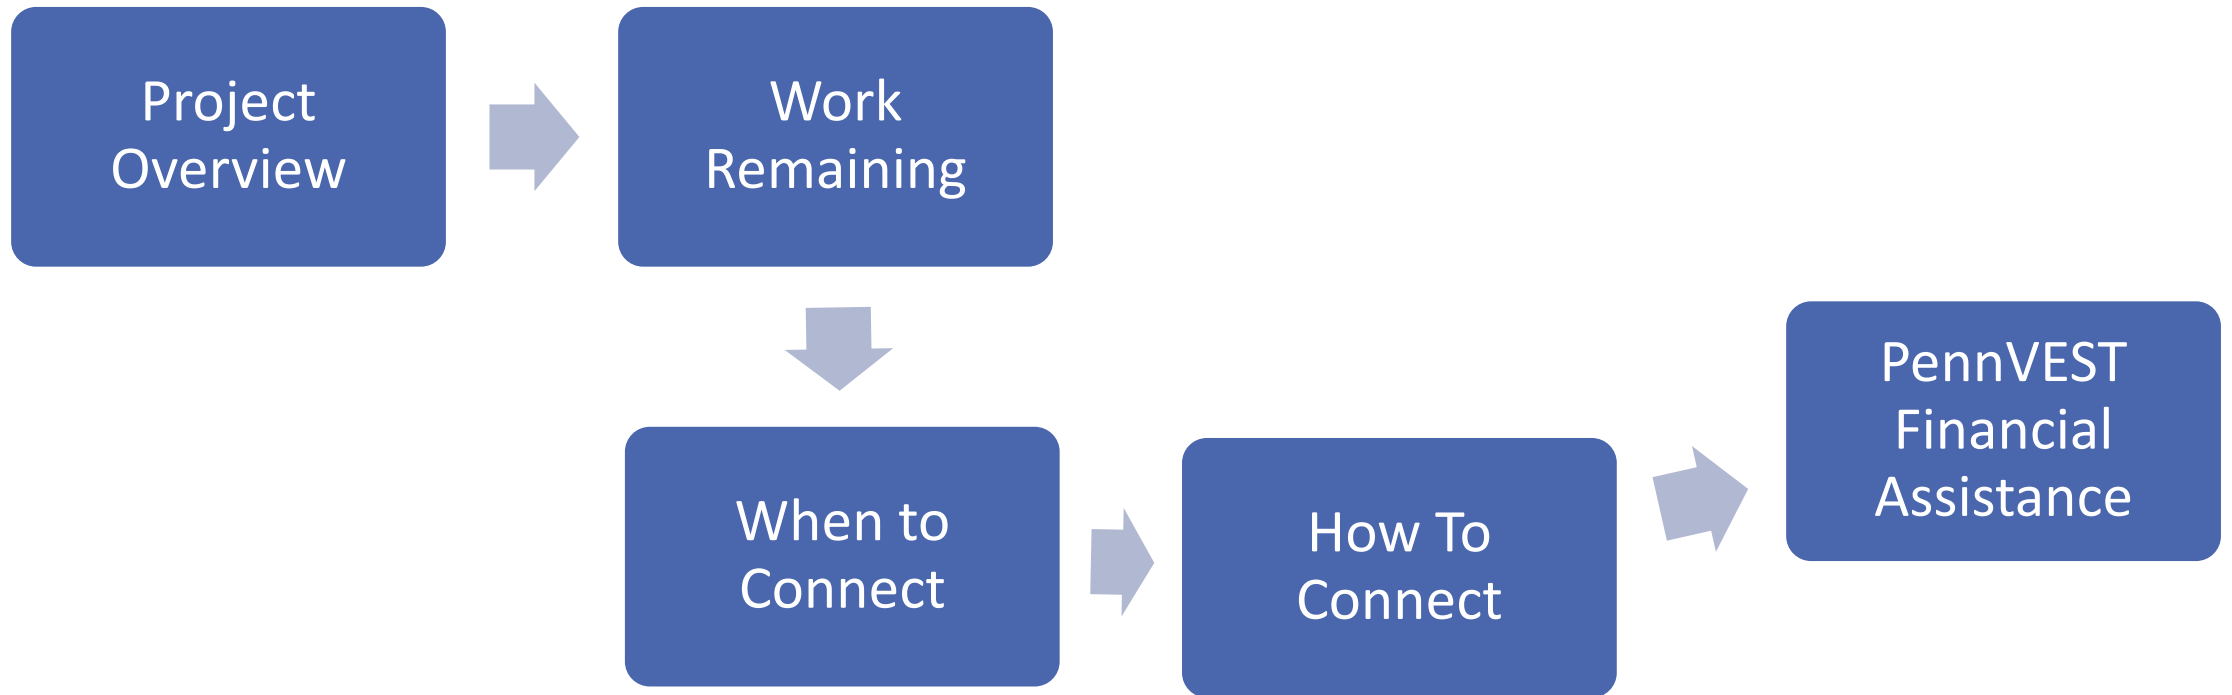 Project
Overview
Work
Remaining
When to
Connect
How To
Connect
PennVEST
Financial
Assistance